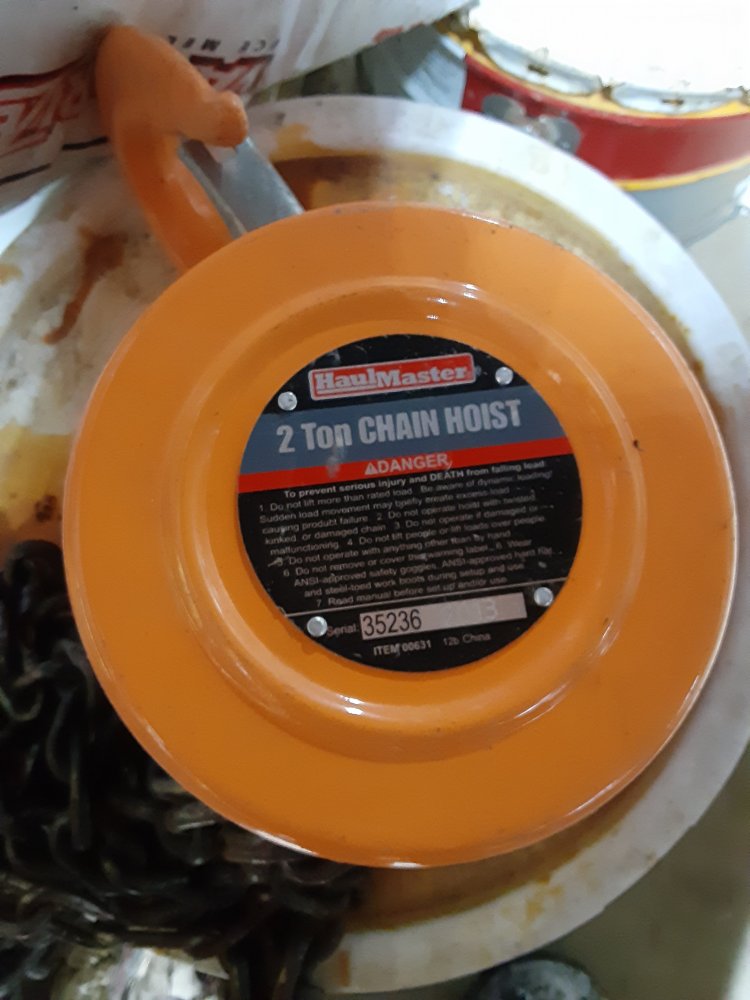 HaulMaster
2 Ton CHAIN HOIST
DANGER
To prevent serious injury and DEATH from falling load:
1. Do not lift more than rated load. Be aware of dynamic loading!
Sudden load movement may briefly create excess load
causing product failure. 2. Do not operate hoist with twisted,
kinked, or damaged chain. 3. Do not operate if damaged or
malfunctioning. 4. Do not lift people or lift loads over people.
5. Do not operate with anything other than by hand.
6. Do not remove or cover this warning label. 6. Wear
ANSI-approved safety goggles, ANSI-approved
and steel-toed work boots during setup and use.
7. Read manual before set up and/or use.
Serial: 35236
ITEM 00631 12b China